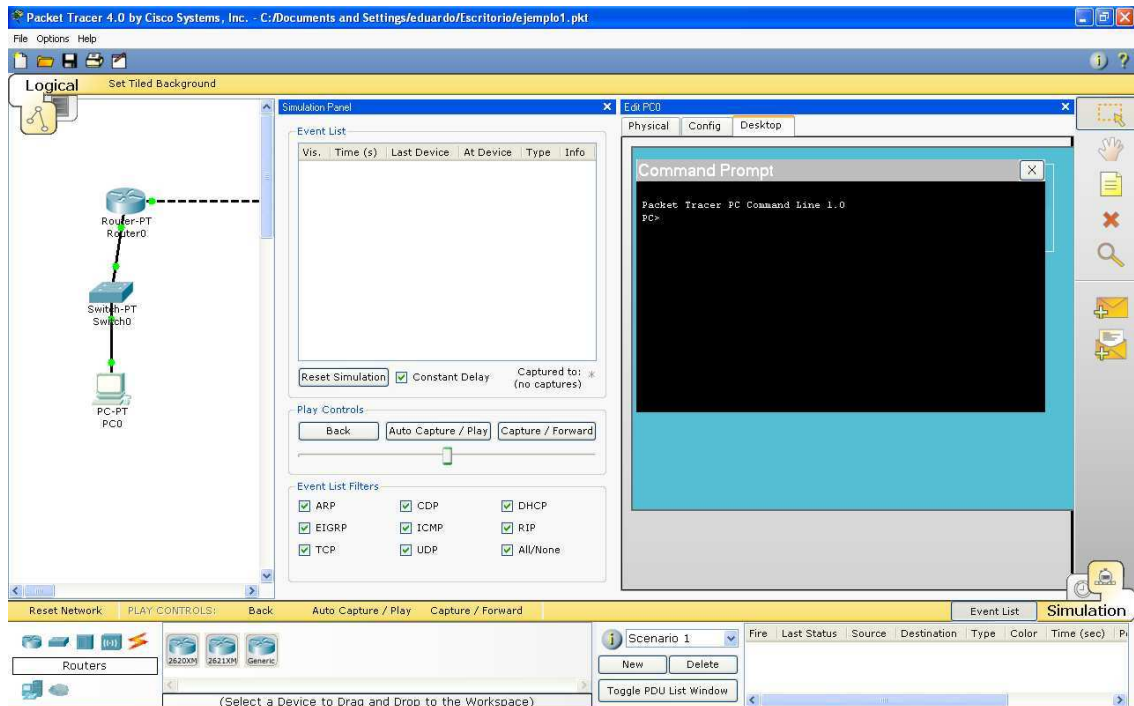 Packet Tracer 4.0 by Cisco Systems, Inc. - C:/Documents and Settings/eduardo/Escritorio/ejemplo1.pkt
File Options Help
Logical Set Tiled Background
Router-PT
Router0
Switch-PT
Switch0
PC-PT
PC0
Simulation Panel
Event List
Vis. Time (s) Last Device At Device Type Info
Reset Simulation Constant Delay Captured to: *
(no captures)
Play Controls
Back Auto Capture / Play Capture / Forward
Event List Filters
ARP CDP DHCP
EIGRP ICMP RIP
TCP UDP All/None
Edit PC0
Physical Config Desktop
Command Prompt X
Packet Tracer PC Command Line 1.0
PC>
Reset Network PLAY CONTROLS: Back Auto Capture / Play Capture / Forward Event List Simulation
Routers
2620XM 2621XM Generic
(Select a Device to Drag and Drop to the Workspace)
Scenario 1
New Delete
Toggle PDU List Window
Fire Last Status Source Destination Type Color Time (sec)